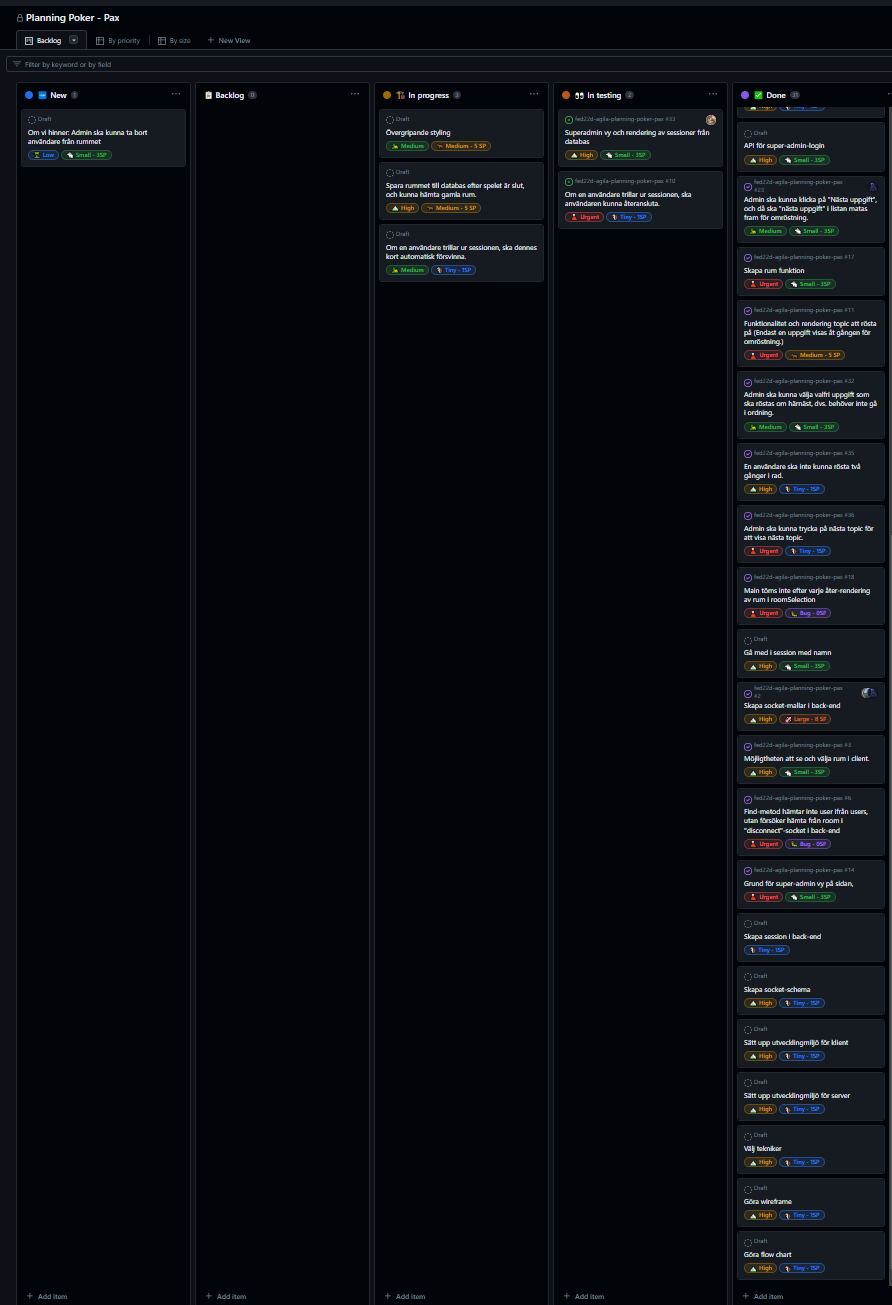 Planning Poker - Pax
Backlog
By priority
By size
New View
Filter by keyword or by field
New 1
Draft
Om vi hinner: Admin ska kunna ta bort
användare från rummet
Low
Small - 3SP
Add item
Backlog 0
Add item
In progress 3
Draft
Övergripande styling
Medium
Medium - 5 SP
Draft
Spara rummet till databas efter spelet är slut,
och kunna hämta gamla rum.
High
Medium - 5 SP
Draft
Om en användare trillar ur sessionen, ska dennes
kort automatisk försvinna.
Medium
Tiny - 1SP
Add item
In testing 2
fed22d-agila-planning-poker-pax #33
Superadmin vy och rendering av sessioner från
databas
High
Small - 3SP
fed22d-agila-planning-poker-pax #10
Om en användare trillar ur sessionen, ska
användaren kunna återansluta.
Urgent
Tiny - 1SP
Add item
Done 21
Draft
API för super-admin-login
High
Small - 3SP
fed22d-agila-planning-poker-pax
#23
Admin ska kunna klicka på "Nästa uppgift",
och då ska "nästa uppgift" i listan matas
fram för omröstning.
Medium
Small - 3SP
fed22d-agila-planning-poker-pax #17
Skapa rum funktion
Urgent
Small - 3SP
fed22d-agila-planning-poker-pax #11
Funktionalitet och rendering topic att rösta
på (Endast en uppgift visas åt gången för
omröstning.)
Urgent
Medium - 5 SP
fed22d-agila-planning-poker-pax #32
Admin ska kunna välja valfri uppgift som
ska röstas om härnäst, dvs. behöver inte gå
i ordning.
Medium
Small - 3SP
fed22d-agila-planning-poker-pax #35
En användare ska inte kunna rösta två
gånger i rad.
High
Tiny - 1SP
fed22d-agila-planning-poker-pax #36
Admin ska kunna trycka på nästa topic för
att visa nästa topic.
Urgent
Tiny - 1SP
fed22d-agila-planning-poker-pax #18
Main töms inte efter varje åter-rendering
av rum i roomSelection
Urgent
Bug - 0SP
Draft
Gå med i session med namn
High
Small - 3SP
fed22d-agila-planning-poker-pax
#2
Skapa socket-mallar i back-end
High
Large - 8 SP
fed22d-agila-planning-poker-pax #3
Möjligtheten att se och välja rum i client.
High
Small - 3SP
fed22d-agila-planning-poker-pax #6
Find-metod hämtar inte user ifrån users,
utan försöker hämta från room i
"disconnect"-socket i back-end
Urgent
Bug - 0SP
fed22d-agila-planning-poker-pax #14
Grund för super-admin vy på sidan,
Urgent
Small - 3SP
Draft
Skapa session i back-end
Tiny - 1SP
Draft
Skapa socket-schema
High
Tiny - 1SP
Draft
Sätt upp utvecklingmiljö för klient
High
Tiny - 1SP
Draft
Sätt upp utvecklingmiljö för server
High
Tiny - 1SP
Draft
Välj tekniker
High
Tiny - 1SP
Draft
Göra wireframe
High
Tiny - 1SP
Draft
Göra flow chart
High
Tiny - 1SP
Add item